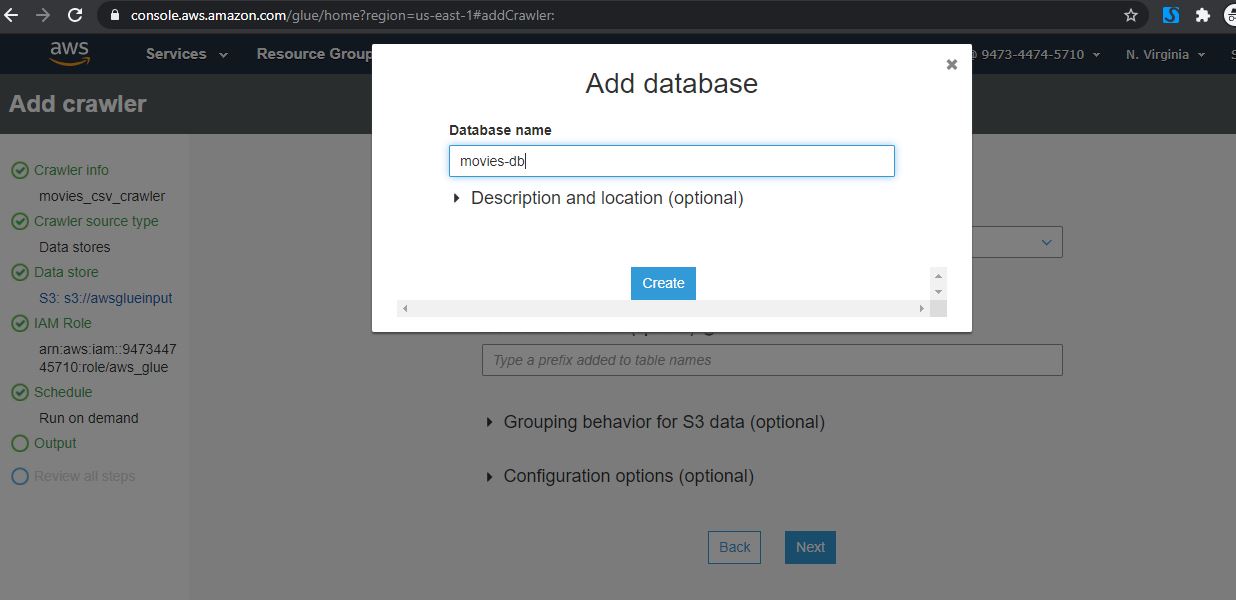 console.aws.amazon.com/glue/home?region=us-east-1#addCrawler:
aws
Services
Resource Group
9473-4474-5710
N. Virginia
Add crawler
Crawler info
movies_csv_crawler
Crawler source type
Data stores
Data store
S3: s3://awsglueinput
IAM Role
arn:aws:iam::9473447
45710:role/aws_glue
Schedule
Run on demand
Output
Review all steps
Add database
Database name
movies-db
Description and location (optional)
Create
Type a prefix added to table names
Grouping behavior for S3 data (optional)
Configuration options (optional)
Back
Next